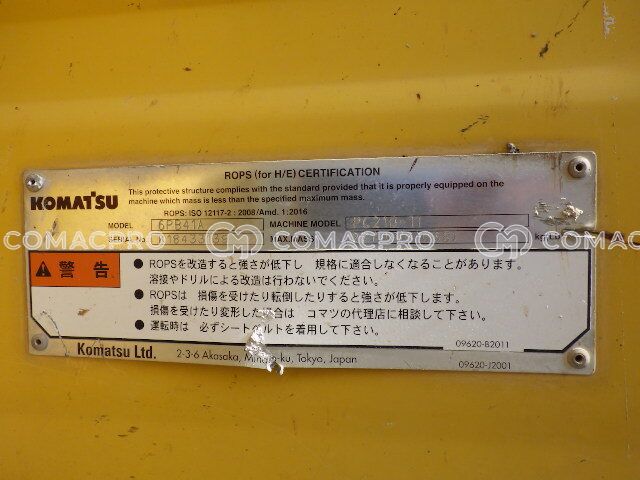 ROPS (for H/E) CERTIFICATION
KOMATSU
This protective structure complies with the standard provided that it is properly equipped on the
machine which mass is less than the specified maximum mass.
ROPS: ISO 12117-2 : 2008/Amd. 1:2016
MODEL 6PB41A MACHINE MODEL
SERIAL No. MAX.MASS
COMACPRO COMACPRO COMACPRO
警告
● ROPSを改造すると強さが低下し 規格に適合しなくなることがあります。
溶接やドリルによる改造は行わないでください。
● ROPSは 損傷を受けたり転倒したりすると強さが低下します。
損傷を受けたり変形した場合は コマツの代理店に相談して下さい。
● 運転時は 必ずシートベルトを着用して下さい。
09620-B2011
Komatsu Ltd. 2-3-6 Akasaka, Minato-ku, Tokyo, Japan
09620-J2001